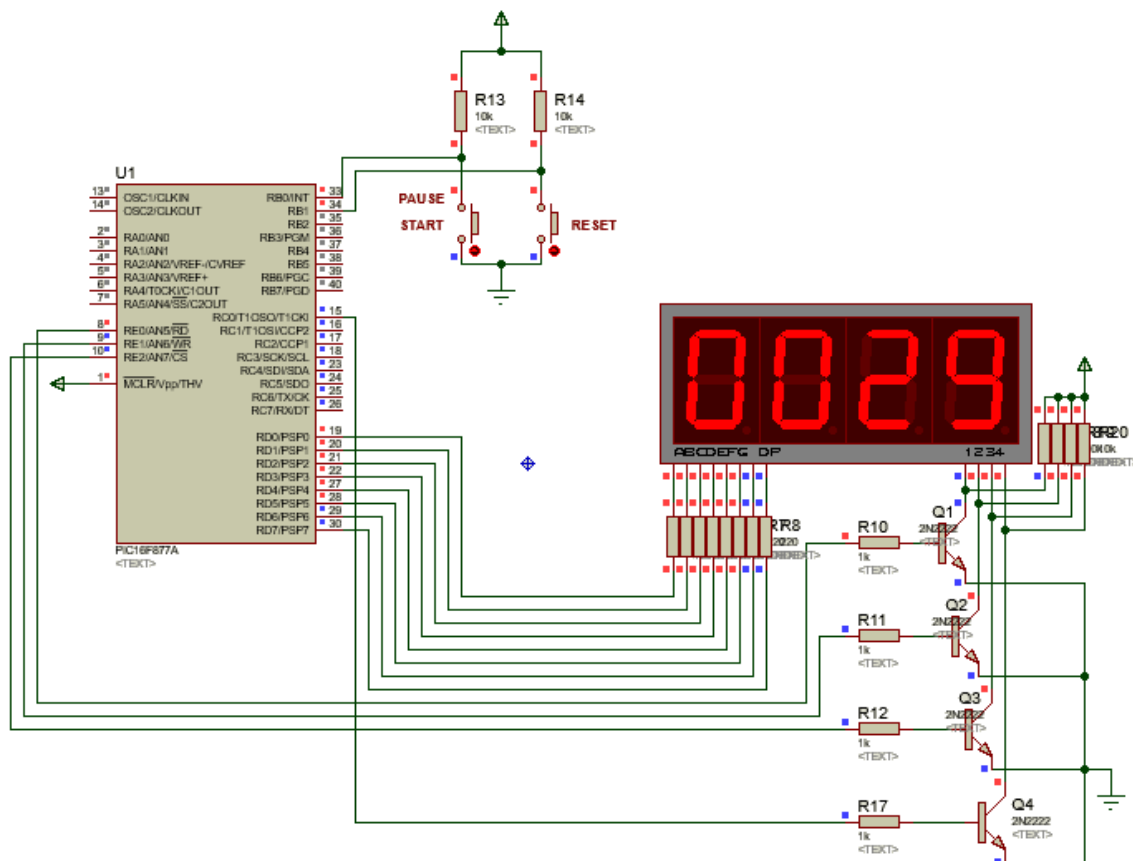 R13
10k
<TEXT>
R14
10k
<TEXT>
PAUSE
START
RESET
U1
13
OSC1/CLKIN
14
OSC2/CLKOUT
2
RA0/AN0
3
RA1/AN1
4
RA2/AN2/VREF-/CVREF
5
RA3/AN3/VREF+
6
RA4/T0CKI/C1OUT
7
RA5/AN4/SS/C2OUT
8
RE0/AN5/RD
9
RE1/AN6/WR
10
RE2/AN7/CS
1
MCLR/Vpp/THV
RB0/INT
33
RB1
34
RB2
35
RB3/PGM
36
RB4
37
RB5
38
RB6/PGC
39
RB7/PGD
40
RC0/T1OSO/T1CKI
15
RC1/T1OSI/CCP2
16
RC2/CCP1
17
RC3/SCK/SCL
18
RC4/SDI/SDA
23
RC5/SDO
24
RC6/TX/CK
25
RC7/RX/DT
26
RD0/PSP0
19
RD1/PSP1
20
RD2/PSP2
21
RD3/PSP3
22
RD4/PSP4
27
RD5/PSP5
28
RD6/PSP6
29
RD7/PSP7
30
PIC16F877A
<TEXT>
0029
ABCDEFG DP
1234
R20
R8
R10
1k
<TEXT>
Q1
2N2222
<TEXT>
R11
1k
<TEXT>
Q2
2N2222
<TEXT>
R12
1k
<TEXT>
Q3
2N2222
<TEXT>
R17
1k
<TEXT>
Q4
2N2222
<TEXT>